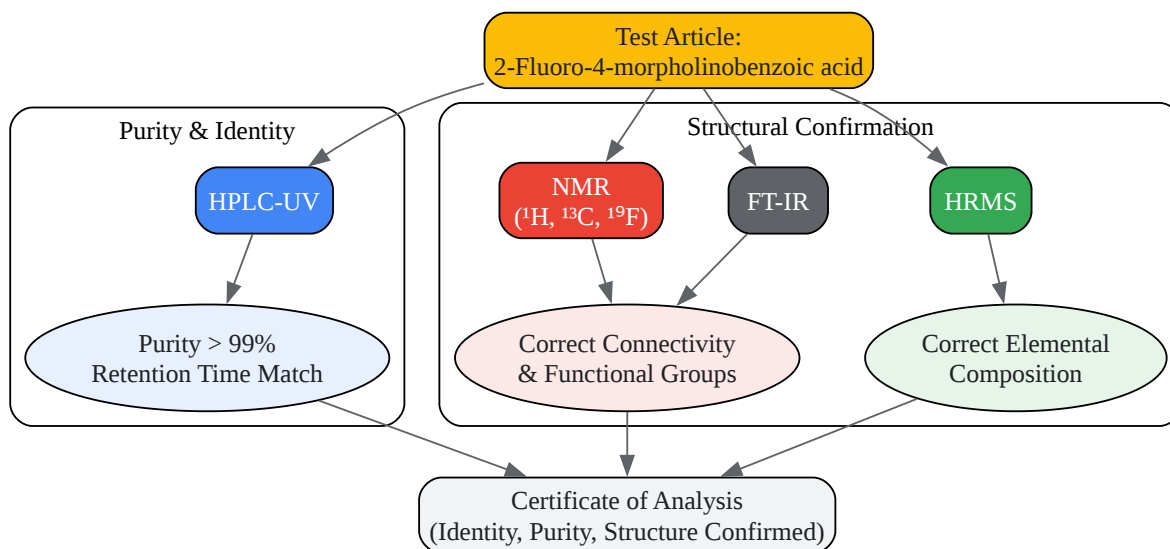 Test Article:
2-Fluoro-4-morpholinobenzoic acid
Purity & Identity
Structural Confirmation
HPLC-UV
NMR
(¹H, ¹³C, ¹⁹F)
FT-IR
HRMS
Purity > 99%
Retention Time Match
Correct Connectivity
& Functional Groups
Correct Elemental
Composition
Certificate of Analysis
(Identity, Purity, Structure Confirmed)